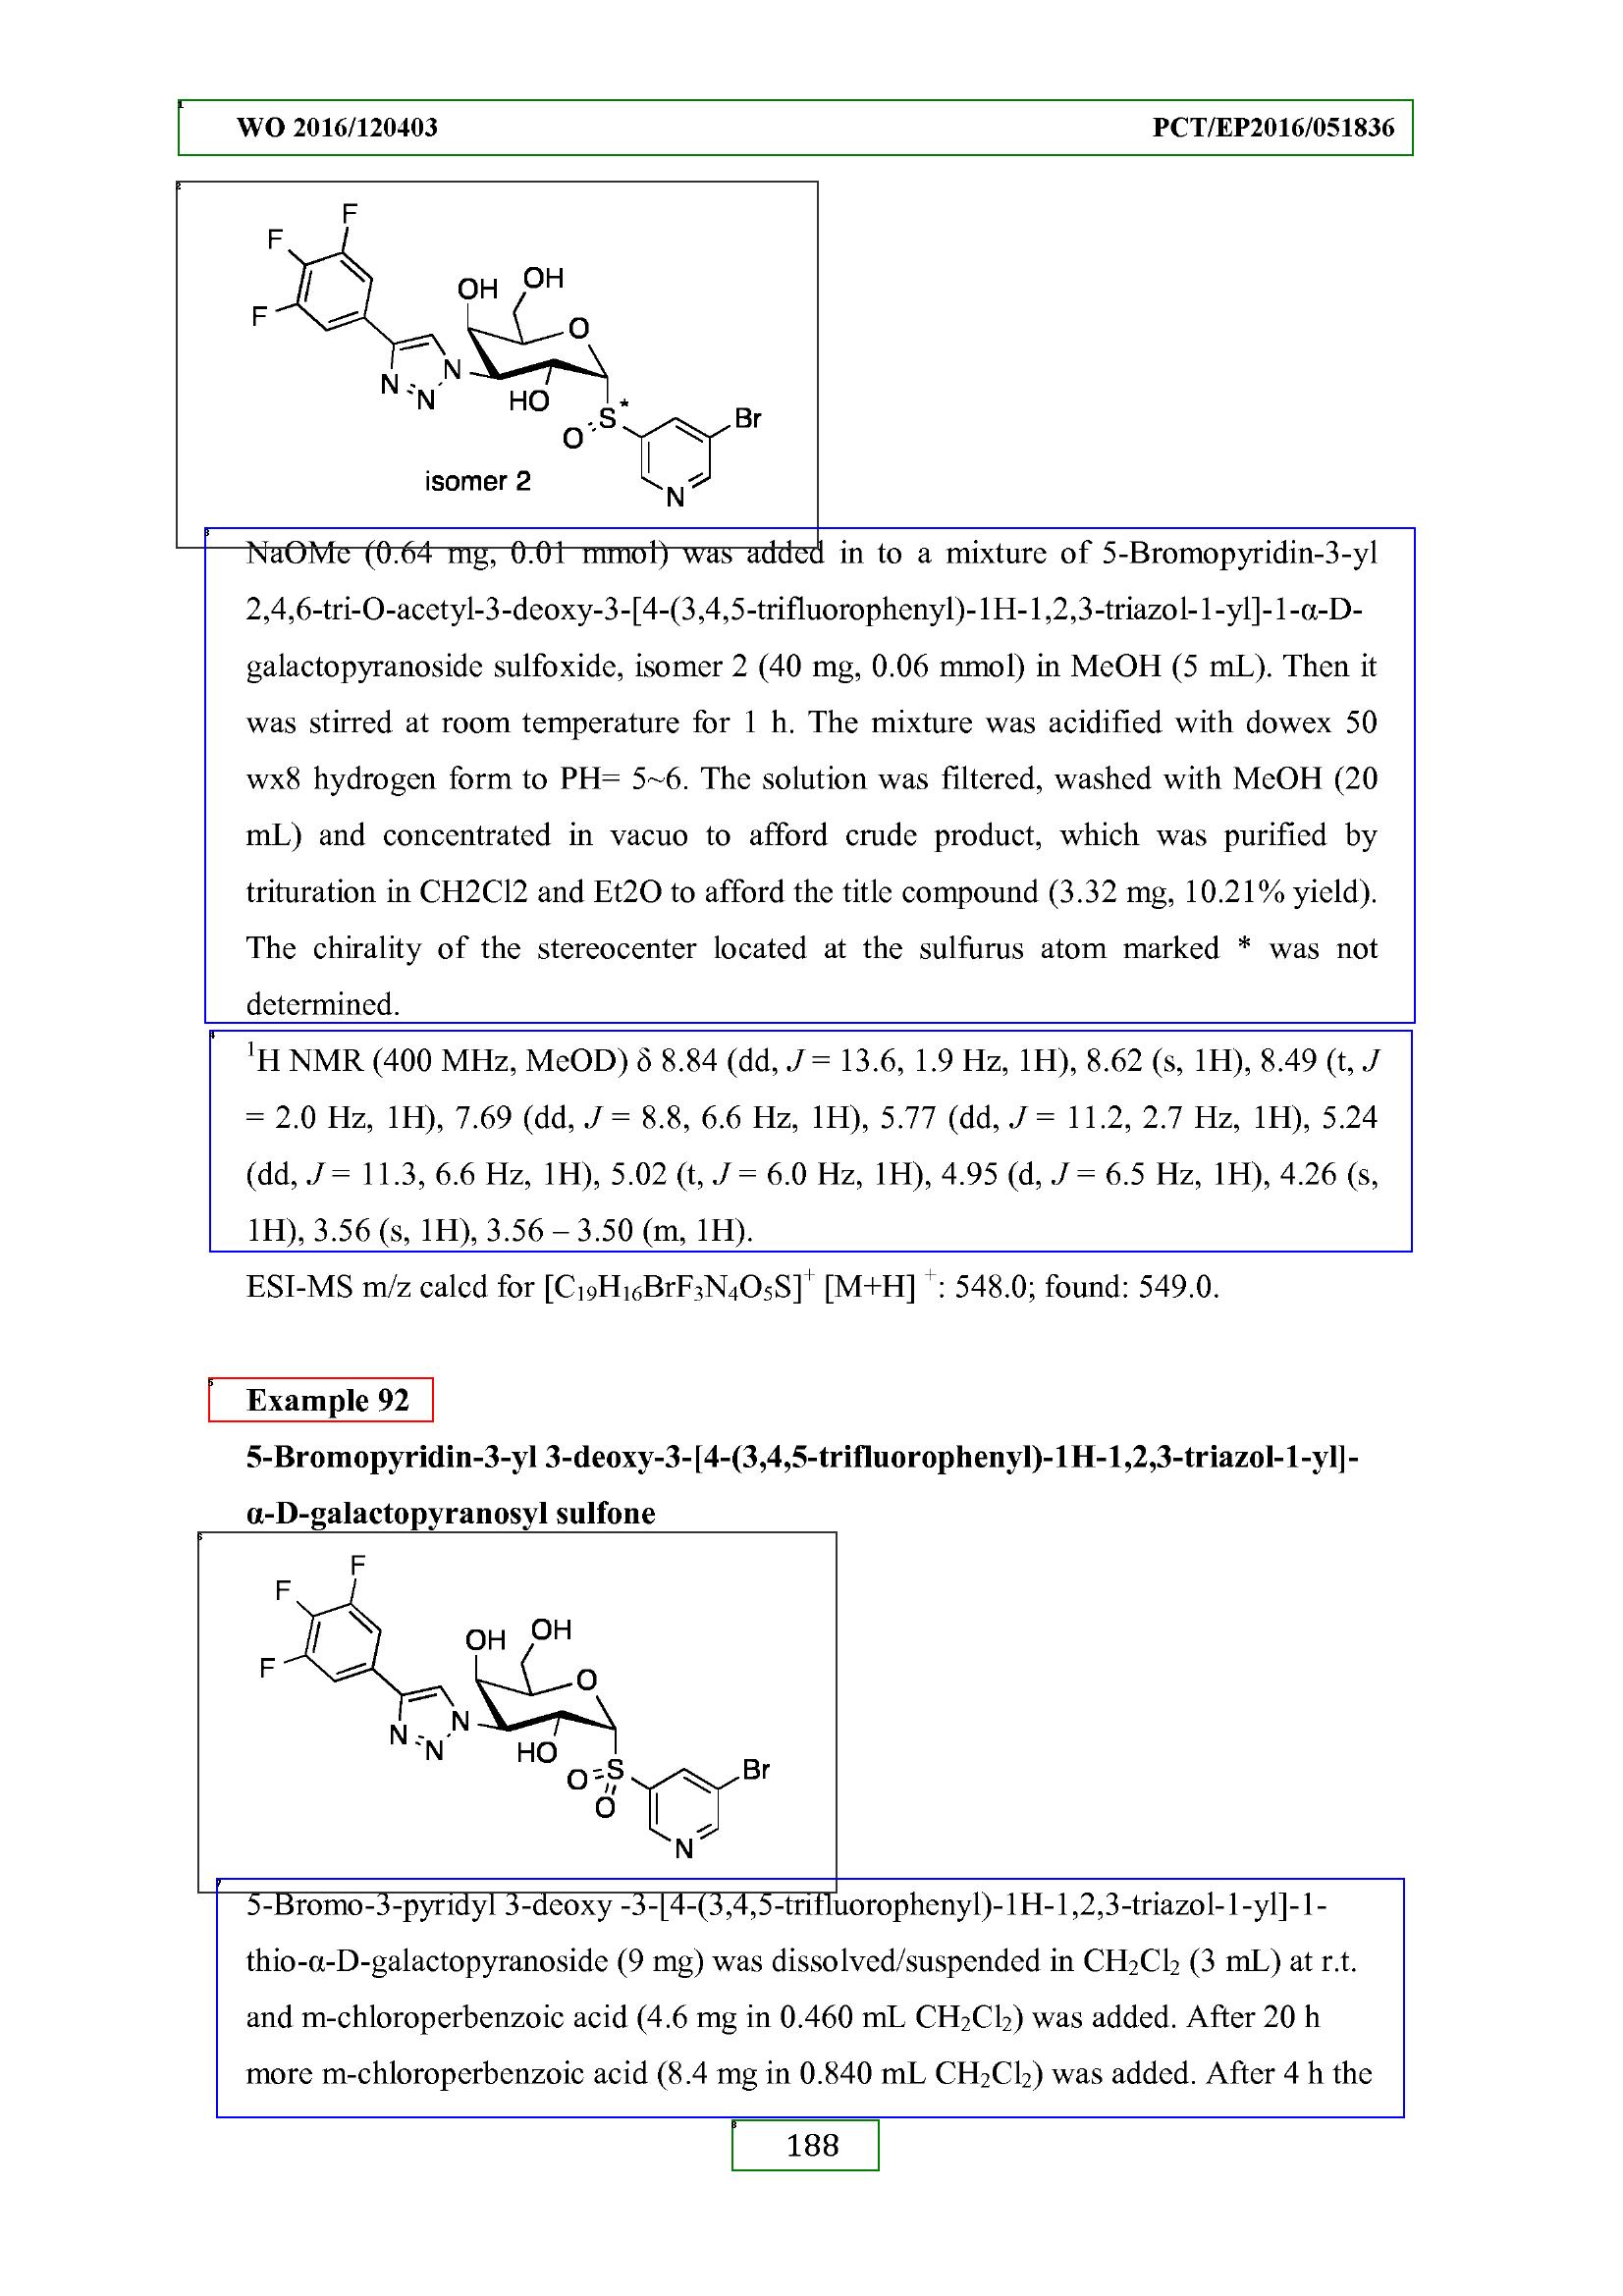 WO 2016/120403 PCT/EP2016/051836
F
F
F
OH
OH
O
N
N
N
HO
S
*
O
Br
N
isomer 2
NaOMe (0.64 mg, 0.01 mmol) was added in to a mixture of 5-Bromopyridin-3-yl
2,4,6-tri-O-acetyl-3-deoxy-3-[4-(3,4,5-trifluorophenyl)-1H-1,2,3-triazol-1-yl]-1-α-D-
galactopyranoside sulfoxide, isomer 2 (40 mg, 0.06 mmol) in MeOH (5 mL). Then it
was stirred at room temperature for 1 h. The mixture was acidified with dowex 50
wx8 hydrogen form to PH= 5~6. The solution was filtered, washed with MeOH (20
mL) and concentrated in vacuo to afford crude product, which was purified by
trituration in CH2Cl2 and Et2O to afford the title compound (3.32 mg, 10.21% yield).
The chirality of the stereocenter located at the sulfurus atom marked * was not
determined.
¹H NMR (400 MHz, MeOD) δ 8.84 (dd, J = 13.6, 1.9 Hz, 1H), 8.62 (s, 1H), 8.49 (t, J
= 2.0 Hz, 1H), 7.69 (dd, J = 8.8, 6.6 Hz, 1H), 5.77 (dd, J = 11.2, 2.7 Hz, 1H), 5.24
(dd, J = 11.3, 6.6 Hz, 1H), 5.02 (t, J = 6.0 Hz, 1H), 4.95 (d, J = 6.5 Hz, 1H), 4.26 (s,
1H), 3.56 (s, 1H), 3.56 – 3.50 (m, 1H).
ESI-MS m/z calcd for [C₁₉H₁₆BrF₃N₄O₅S]⁺ [M+H] ⁺: 548.0; found: 549.0.
Example 92
5-Bromopyridin-3-yl 3-deoxy-3-[4-(3,4,5-trifluorophenyl)-1H-1,2,3-triazol-1-yl]-
α-D-galactopyranosyl sulfone
F
F
F
OH
OH
O
N
N
N
HO
O
S
O
Br
N
5-Bromo-3-pyridyl 3-deoxy -3-[4-(3,4,5-trifluorophenyl)-1H-1,2,3-triazol-1-yl]-1-
thio-α-D-galactopyranoside (9 mg) was dissolved/suspended in CH₂Cl₂ (3 mL) at r.t.
and m-chloroperbenzoic acid (4.6 mg in 0.460 mL CH₂Cl₂) was added. After 20 h
more m-chloroperbenzoic acid (8.4 mg in 0.840 mL CH₂Cl₂) was added. After 4 h the
188